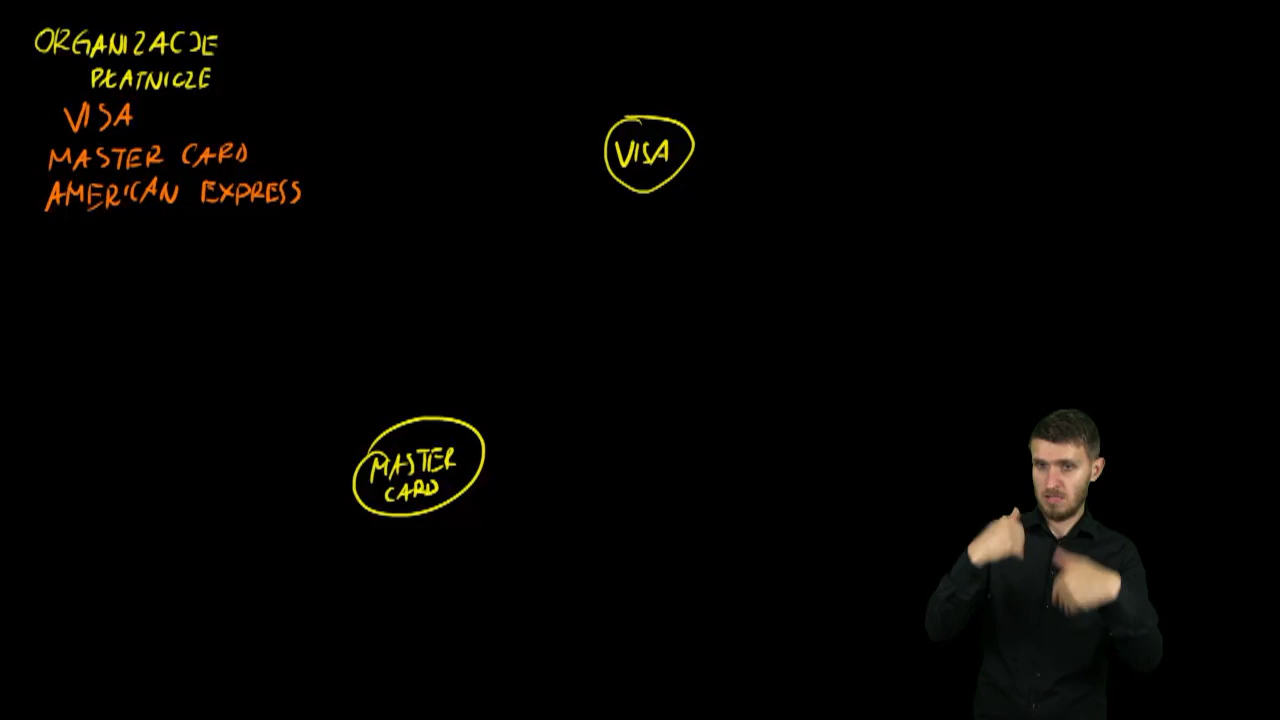 ORGANIZACJE
PŁATNICZE
VISA
MASTER CARD
AMERICAN EXPRESS
VISA
MASTER
CARD